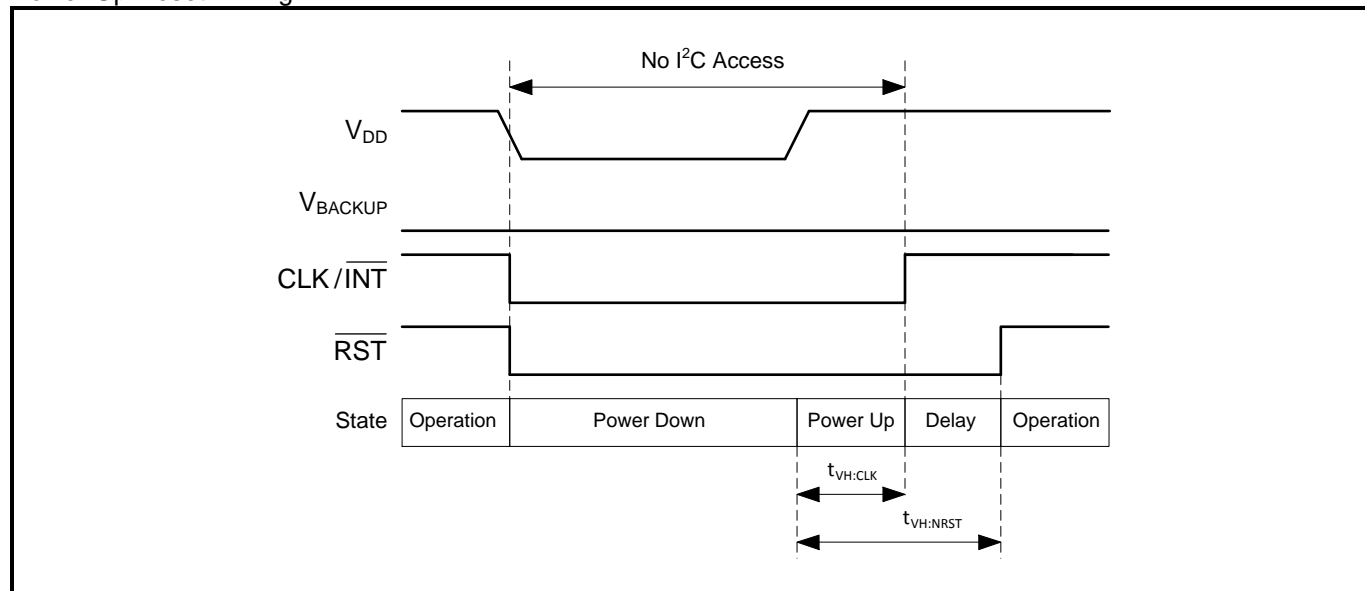 No I²C Access
V_DD
V_BACKUP
CLK/INT
RST
State Operation Power Down Power Up Delay Operation
t_VH:CLK
t_VH:NRST